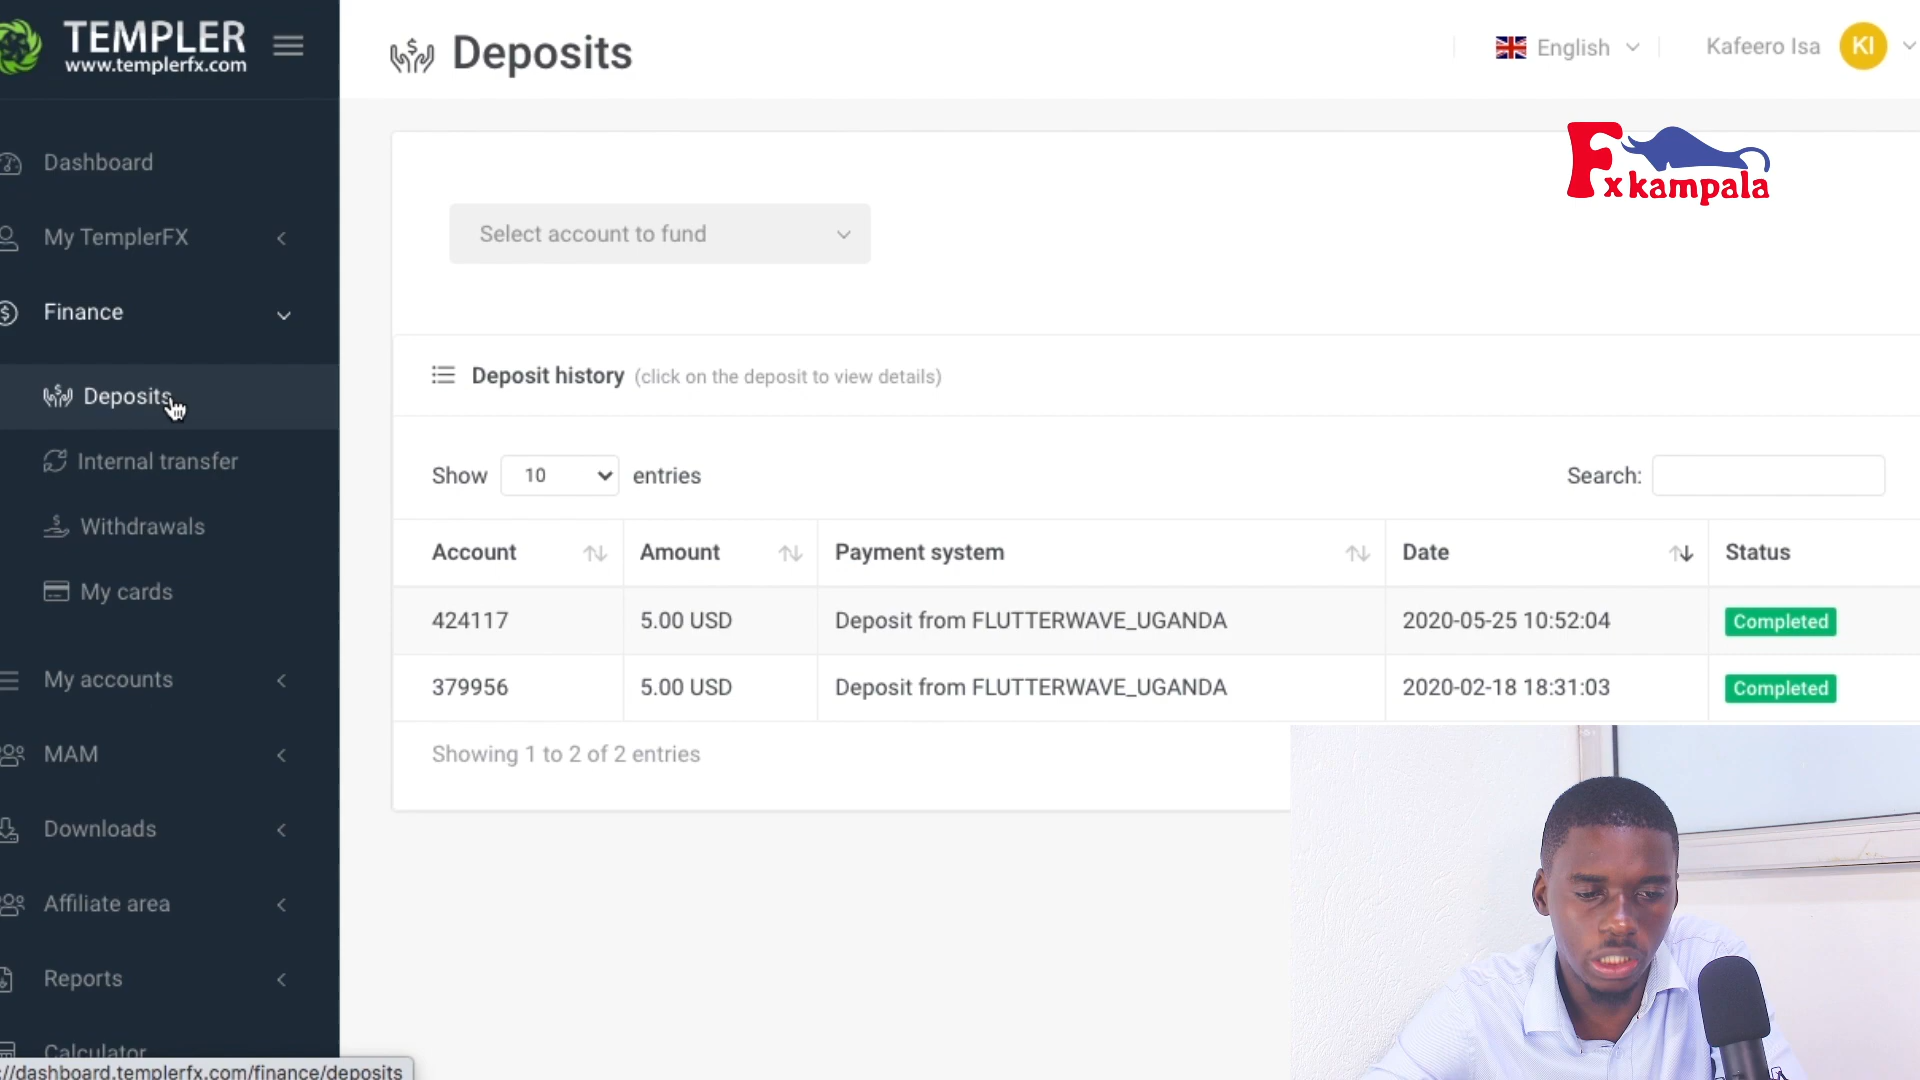 TEMPLER
www.templerfx.com
Deposits
English
Kafeero Isa
KI
Fxkampala
Dashboard
My TemplerFX
Finance
Deposits
Internal transfer
Withdrawals
My cards
My accounts
MAM
Downloads
Affiliate area
Reports
Calculator
://dashboard.templerfx.com/finance/deposits
Select account to fund
Deposit history (click on the deposit to view details)
Show 10 entries
Search:
Account Amount Payment system Date Status
424117 5.00 USD Deposit from FLUTTERWAVE_UGANDA 2020-05-25 10:52:04 Completed
379956 5.00 USD Deposit from FLUTTERWAVE_UGANDA 2020-02-18 18:31:03 Completed
Showing 1 to 2 of 2 entries